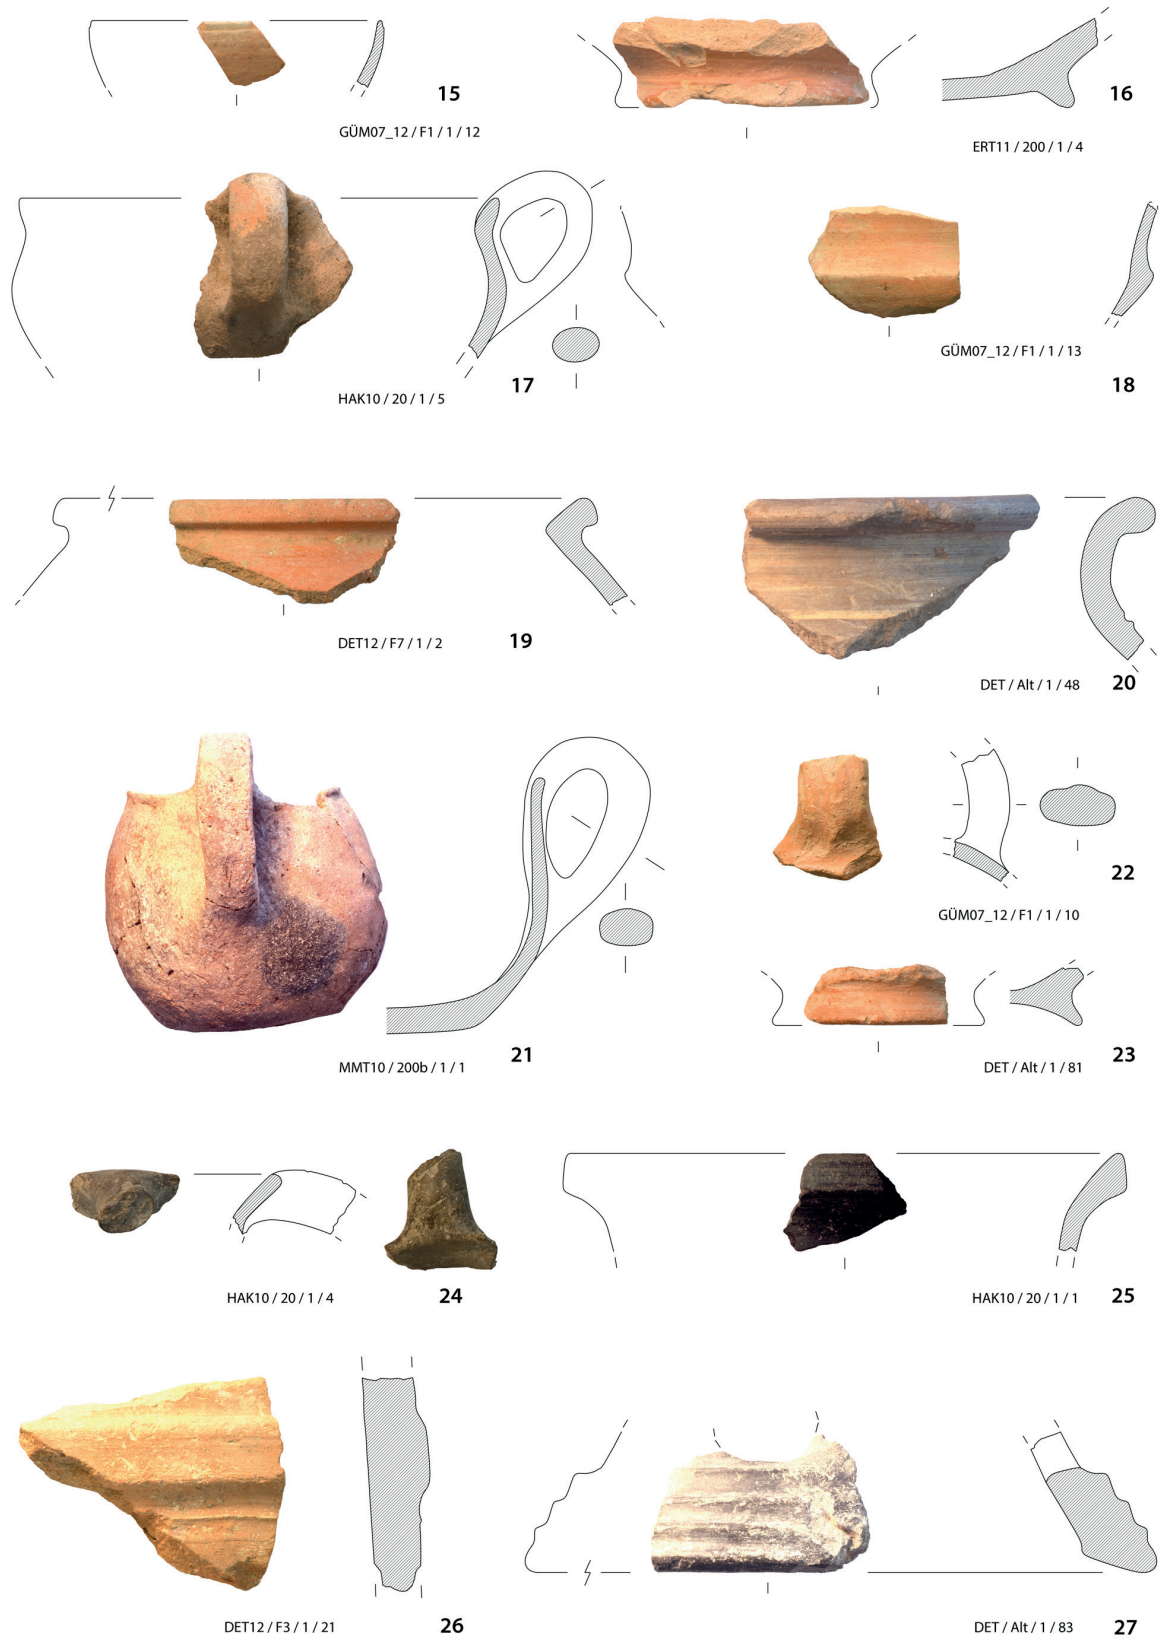 15
GÜM07_12 / F1 / 1 / 12
16
ERT11 / 200 / 1 / 4
17
HAK10 / 20 / 1 / 5
GÜM07_12 / F1 / 1 / 13
18
19
DET12 / F7 / 1 / 2
20
DET / Alt / 1 / 48
21
MMT10 / 200b / 1 / 1
22
GÜM07_12 / F1 / 1 / 10
23
DET / Alt / 1 / 81
24
HAK10 / 20 / 1 / 4
25
HAK10 / 20 / 1 / 1
26
DET12 / F3 / 1 / 21
27
DET / Alt / 1 / 83